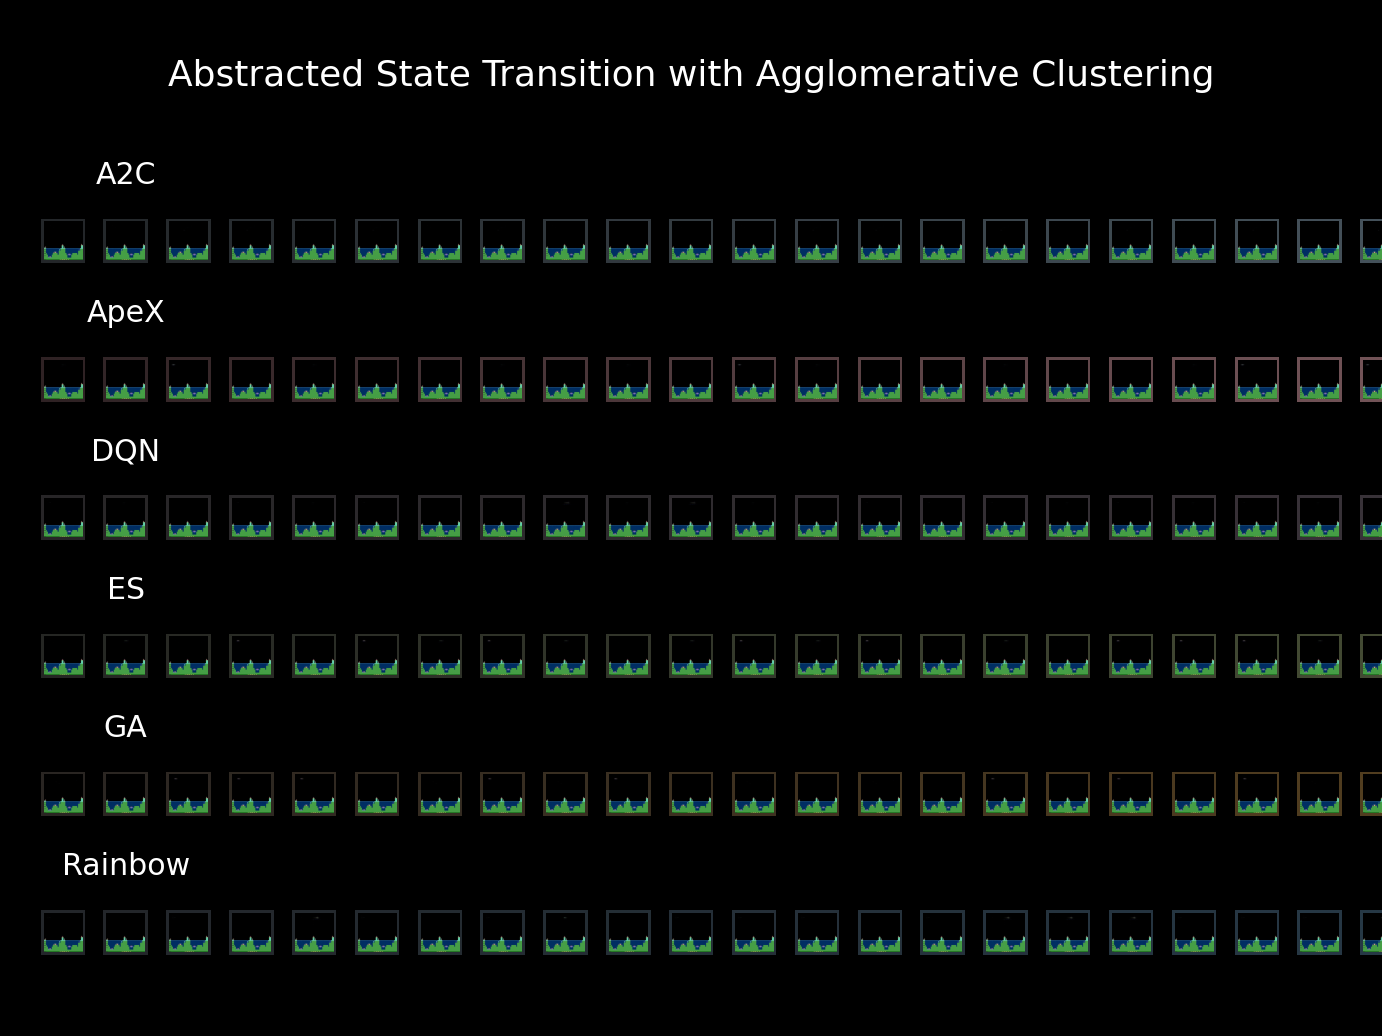 Abstracted State Transition with Agglomerative Clustering
A2C
ApeX
DQN
ES
GA
Rainbow